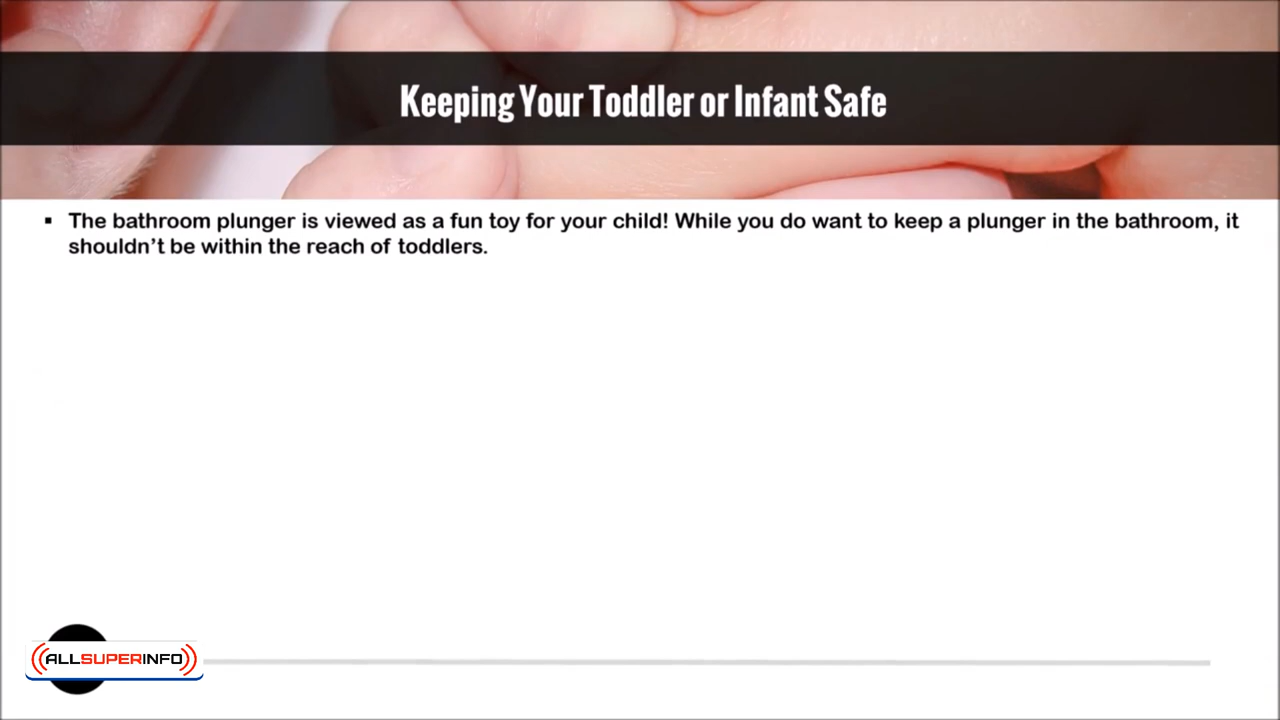 Keeping Your Toddler or Infant Safe
▪ The bathroom plunger is viewed as a fun toy for your child! While you do want to keep a plunger in the bathroom, it
shouldn’t be within the reach of toddlers.
ALLSUPERINFO